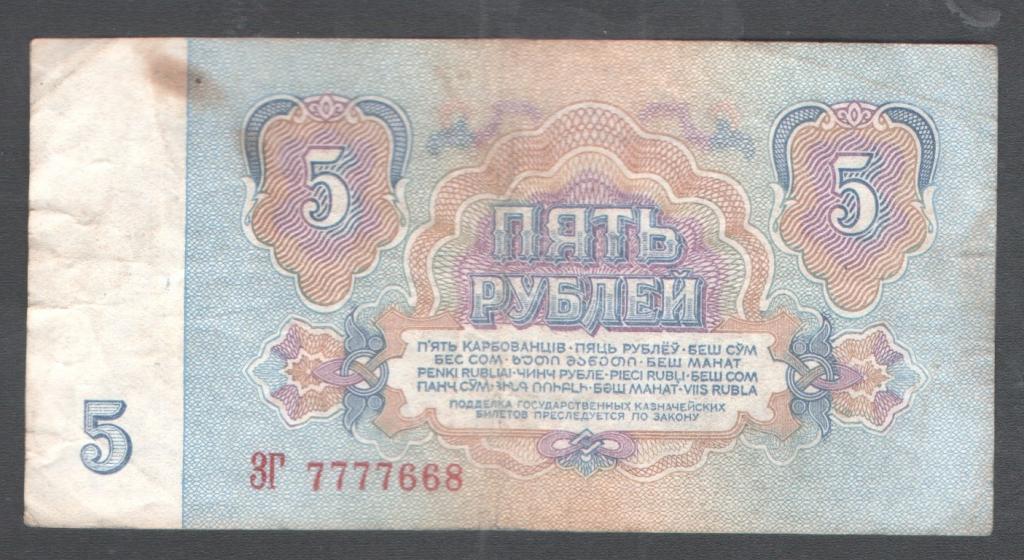 5 5
ПЯТЬ
РУБЛЕЙ
П'ЯТЬ КАРБОВАНЦІВ · ПЯЦЬ РУБЛЁЎ · БЕШ СЎМ
БЕС СОМ · ᲮᲣᲗᲘ ᲛᲐᲜᲔᲗᲘ · БЕШ МАНАТ
PENKI RUBLIAI · ЧИНЧ РУБЛЕ · PIECI RUBĻI · БЕШ СОМ
ПАНҶ СӮМ · ՀԻՆԳ ՌՈՒԲԼԻ · БӘШ МАНАТ · VIIS RUBLA
ПОДДЕЛКА ГОСУДАРСТВЕННЫХ КАЗНАЧЕЙСКИХ
БИЛЕТОВ ПРЕСЛЕДУЕТСЯ ПО ЗАКОНУ
5
ЗГ 7777668